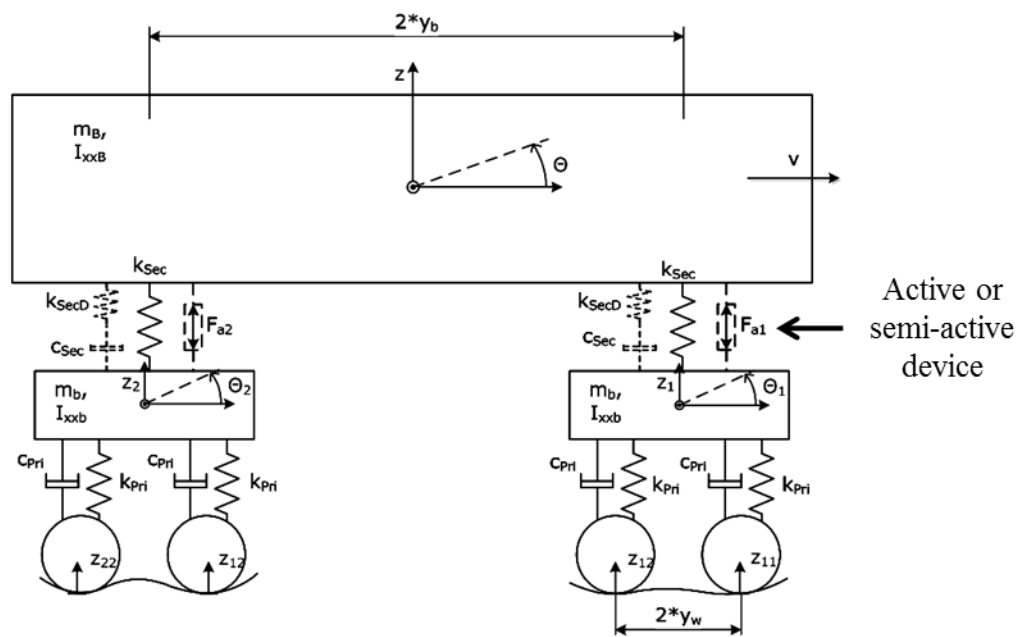 2*y_b
z
m_B,
I_xxB
Θ
v
k_Sec
k_Sec
k_SecD
F_a2
c_Sec
k_SecD
F_a1
c_Sec
Active or
semi-active
device
m_b,
I_xxb
z_2
Θ_2
m_b,
I_xxb
z_1
Θ_1
c_Pri
k_Pri
c_Pri
k_Pri
c_Pri
k_Pri
c_Pri
k_Pri
z_22
z_12
z_12
z_11
2*y_w